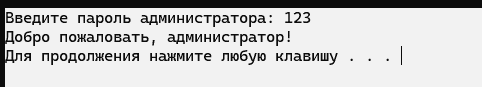 Введите пароль администратора: 123
Добро пожаловать, администратор!
Для продолжения нажмите любую клавишу . . .